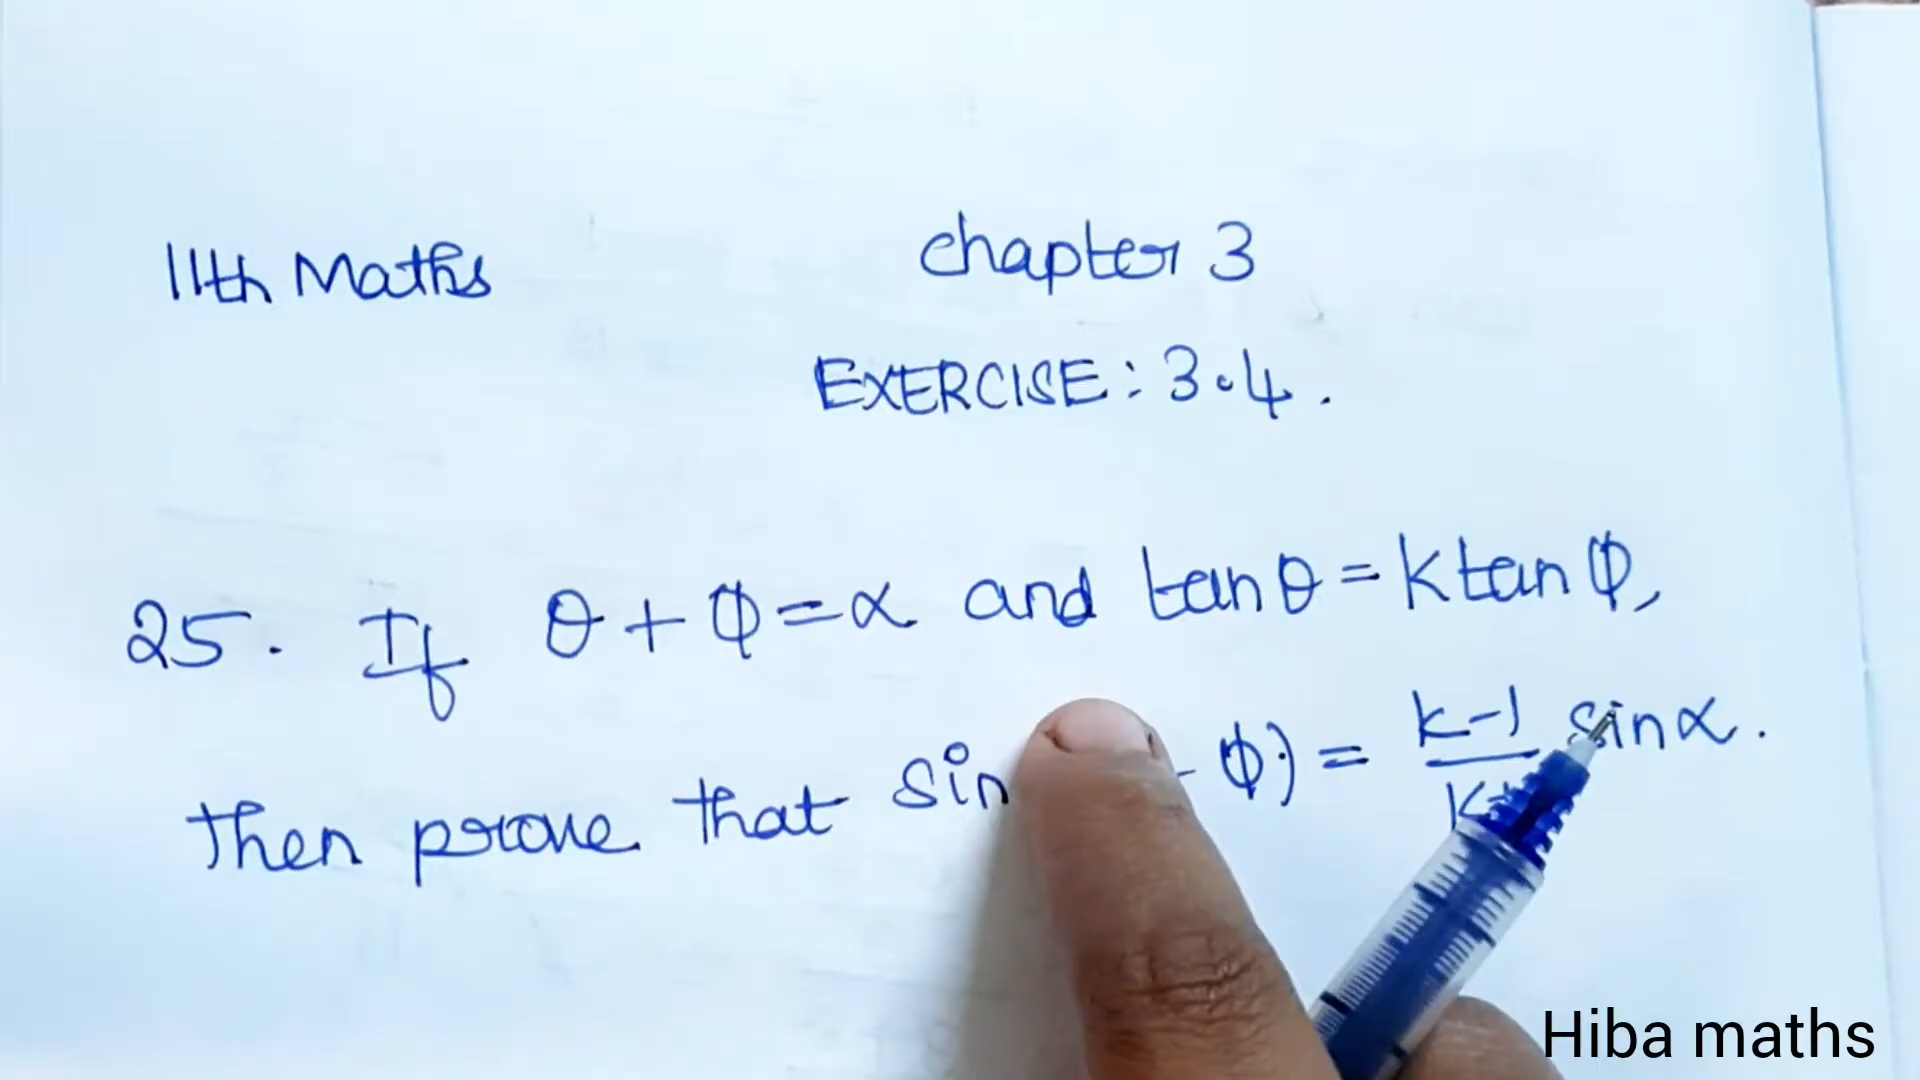 11th Maths chapter 3
EXERCISE: 3.4.
25. If θ + φ = α and tan θ = k tan φ,
then prove that sin - φ) = k-1 / k sin α.
Hiba maths